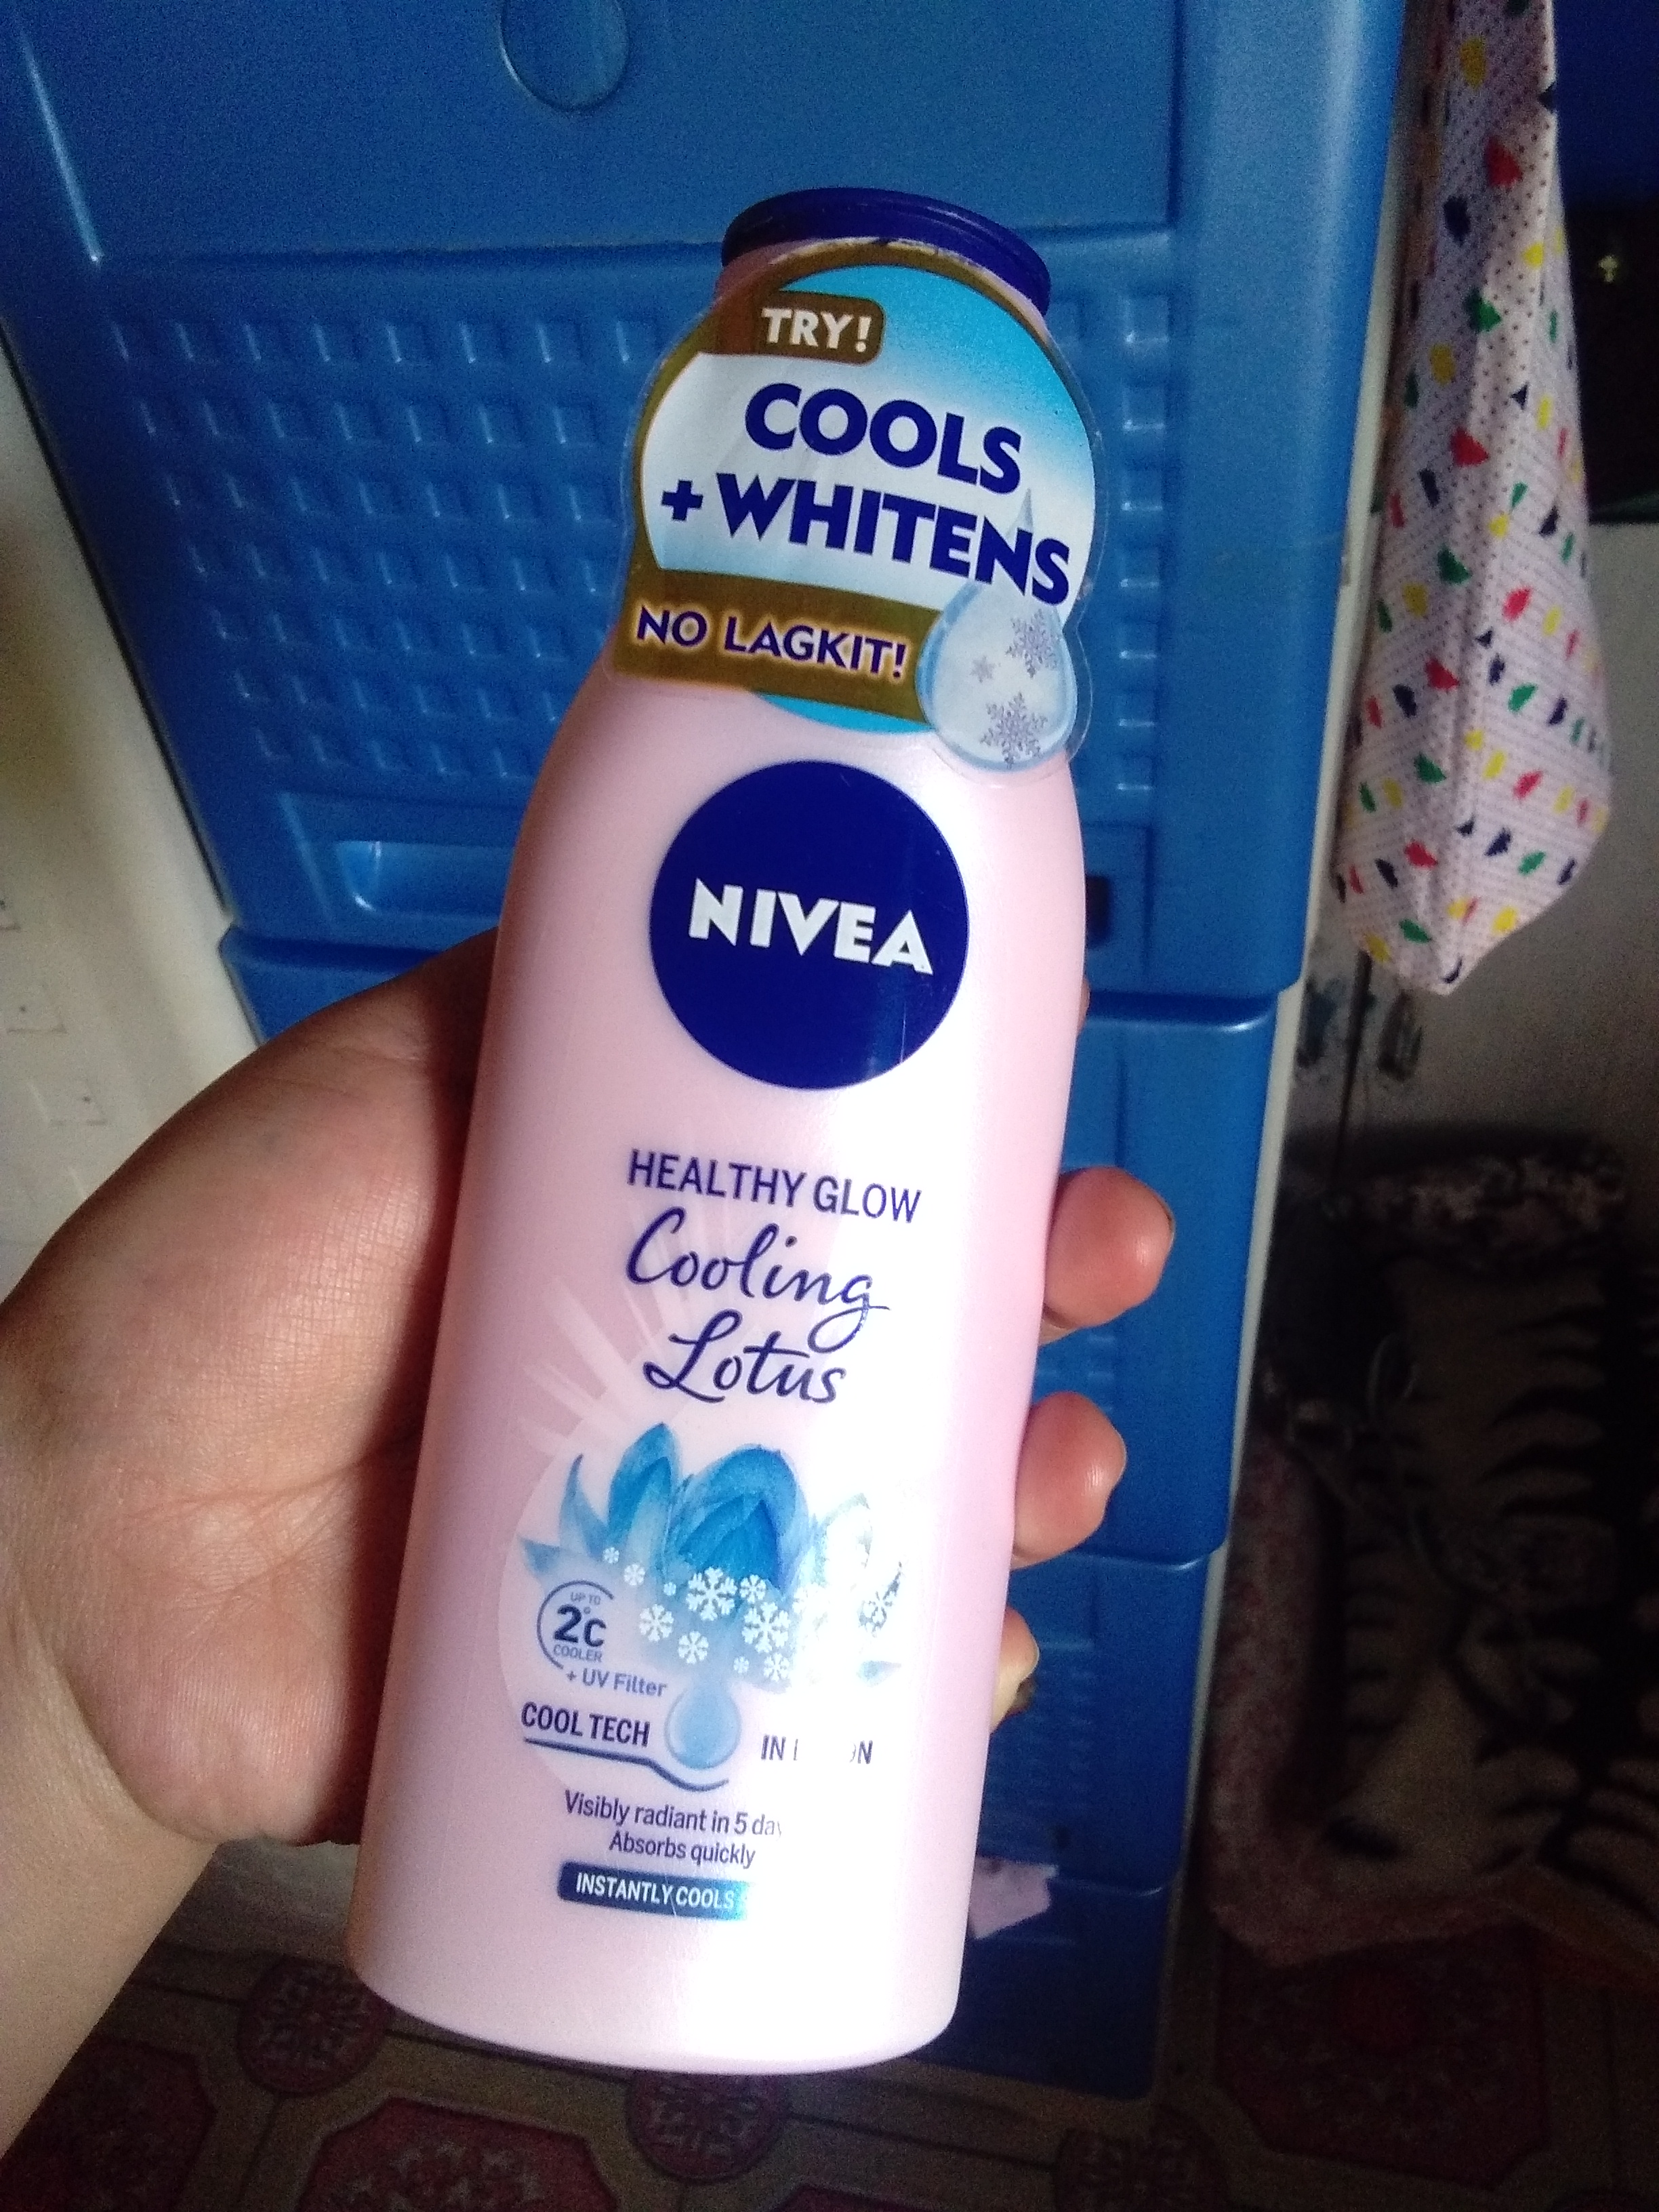 TRY!
COOLS
+ WHITENS
NO LAGKIT!
NIVEA
HEALTHY GLOW
Cooling
Lotus
UP TO
2°C
COOLER
+ UV Filter
COOL TECH
IN
Visibly radiant in 5
Absorbs quickly
INSTANTLY COOLS